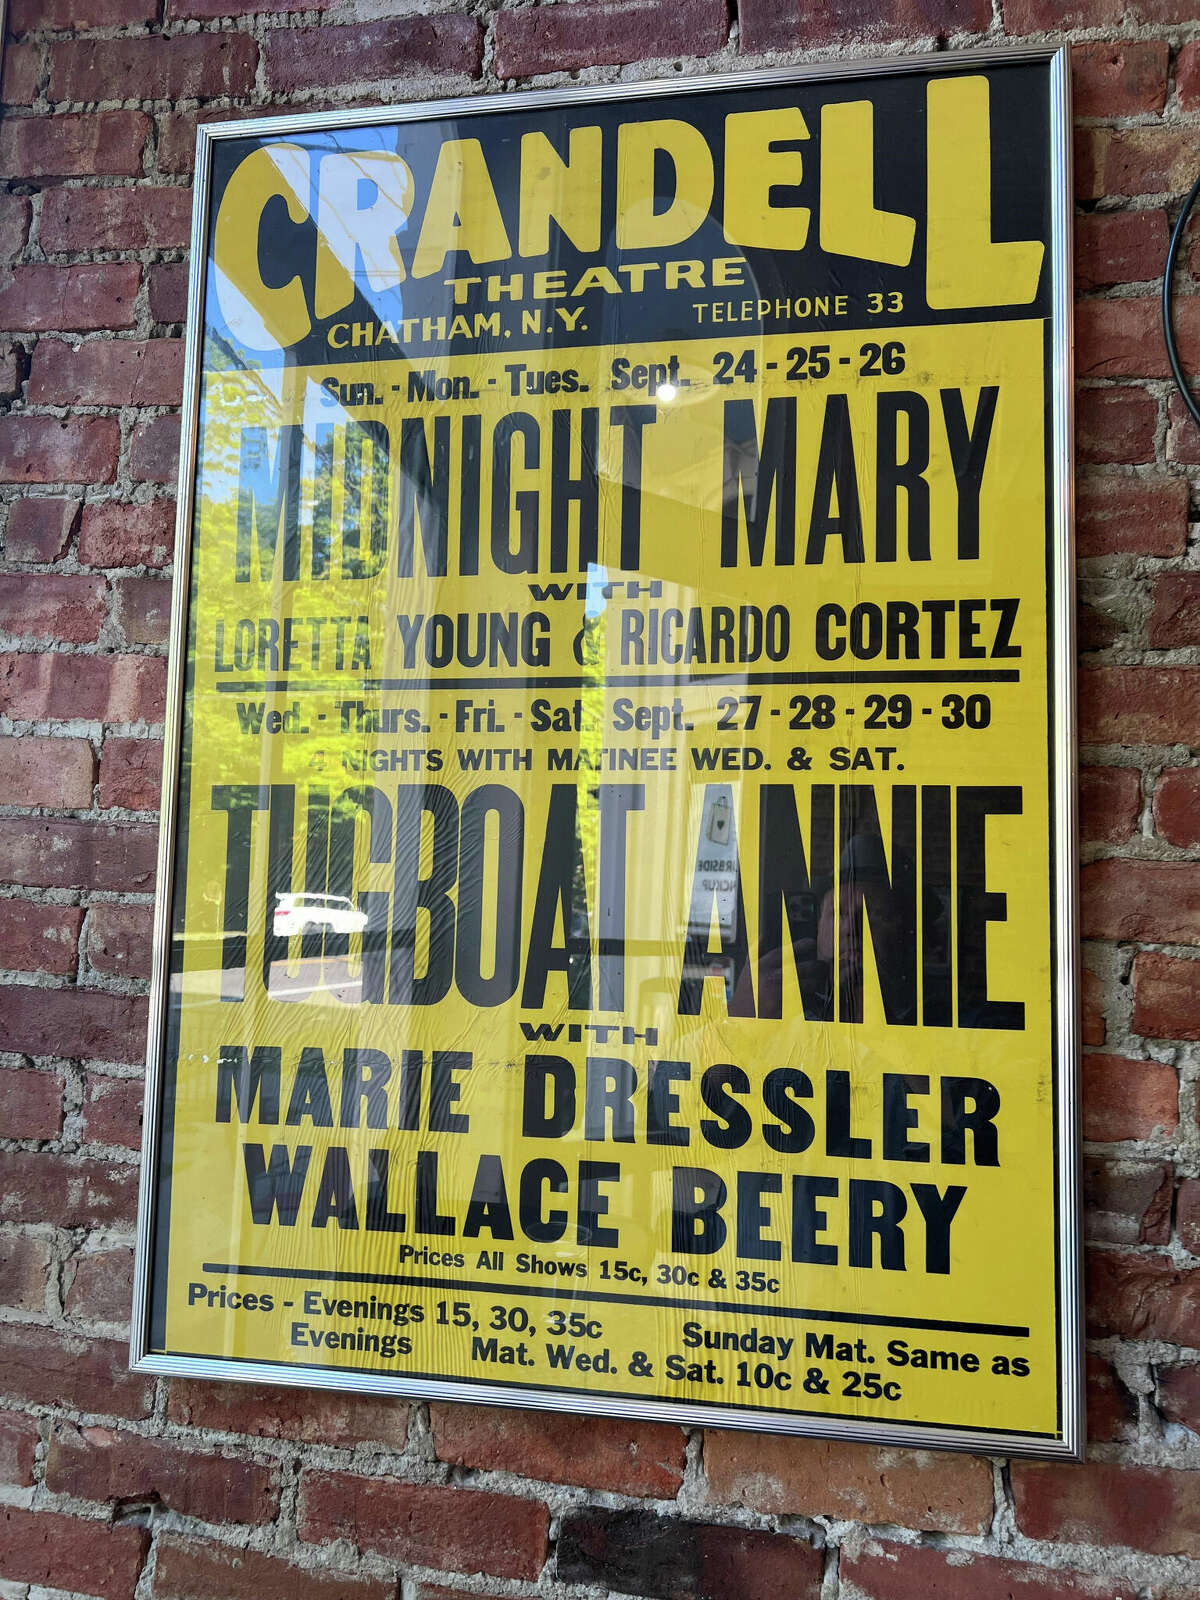 CRANDELL
THEATRE
CHATHAM, N.Y. TELEPHONE 33
Sun. - Mon. - Tues. Sept. 24 - 25 - 26
MIDNIGHT MARY
WITH
LORETTA YOUNG & RICARDO CORTEZ
Wed. - Thurs. - Fri. - Sat. Sept. 27 - 28 - 29 - 30
4 NIGHTS WITH MATINEE WED. & SAT.
TUGBOAT ANNIE
CURBSIDE
PICKUP
WITH
MARIE DRESSLER
WALLACE BEERY
Prices All Shows 15c, 30c & 35c
Prices - Evenings 15, 30, 35c Sunday Mat. Same as
Evenings Mat. Wed. & Sat. 10c & 25c